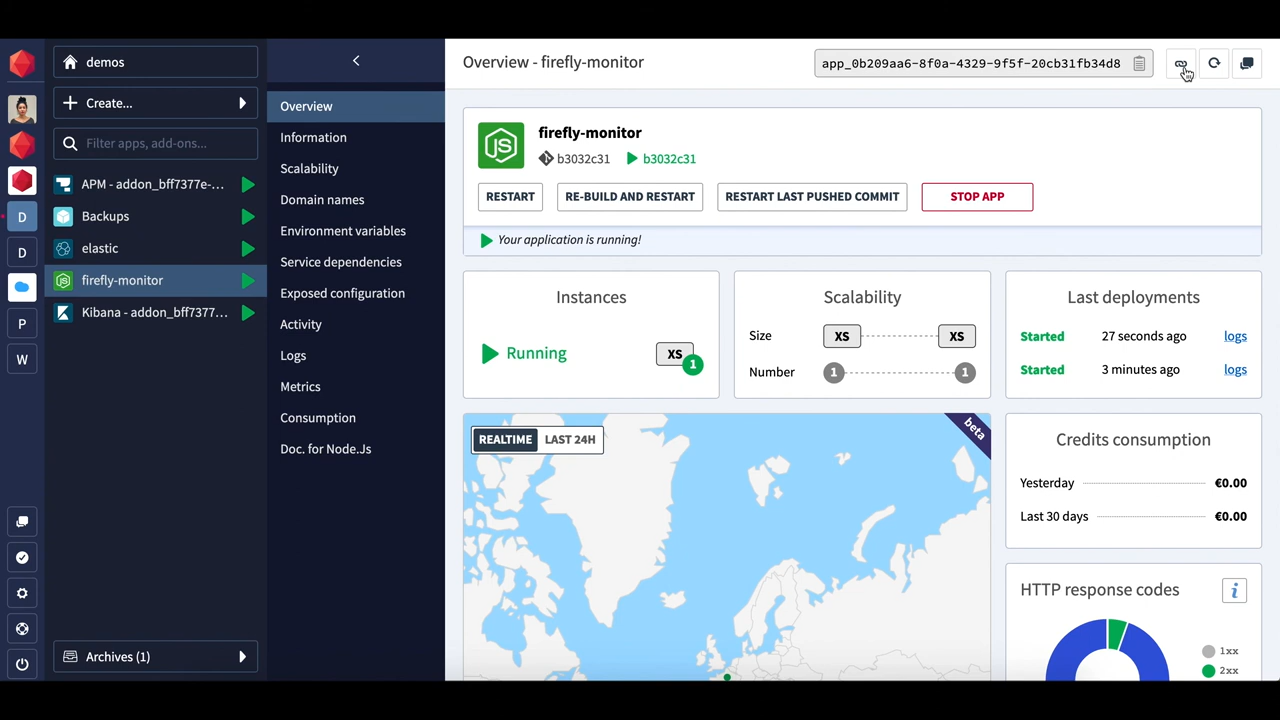 demos
Create...
Filter apps, add-ons...
APM - addon_bff7377e-...
Backups
elastic
firefly-monitor
Kibana - addon_bff7377...
D
D
P
W
Archives (1)
Overview
Information
Scalability
Domain names
Environment variables
Service dependencies
Exposed configuration
Activity
Logs
Metrics
Consumption
Doc. for Node.Js
Overview - firefly-monitor
app_0b209aa6-8f0a-4329-9f5f-20cb31fb34d8
JS
firefly-monitor
b3032c31 b3032c31
RESTART RE-BUILD AND RESTART RESTART LAST PUSHED COMMIT STOP APP
Your application is running!
Instances
Running XS 1
Scalability
Size XS XS
Number 1 1
Last deployments
Started 27 seconds ago logs
Started 3 minutes ago logs
REALTIME LAST 24H
beta
Credits consumption
Yesterday €0.00
Last 30 days €0.00
HTTP response codes i
1xx
2xx